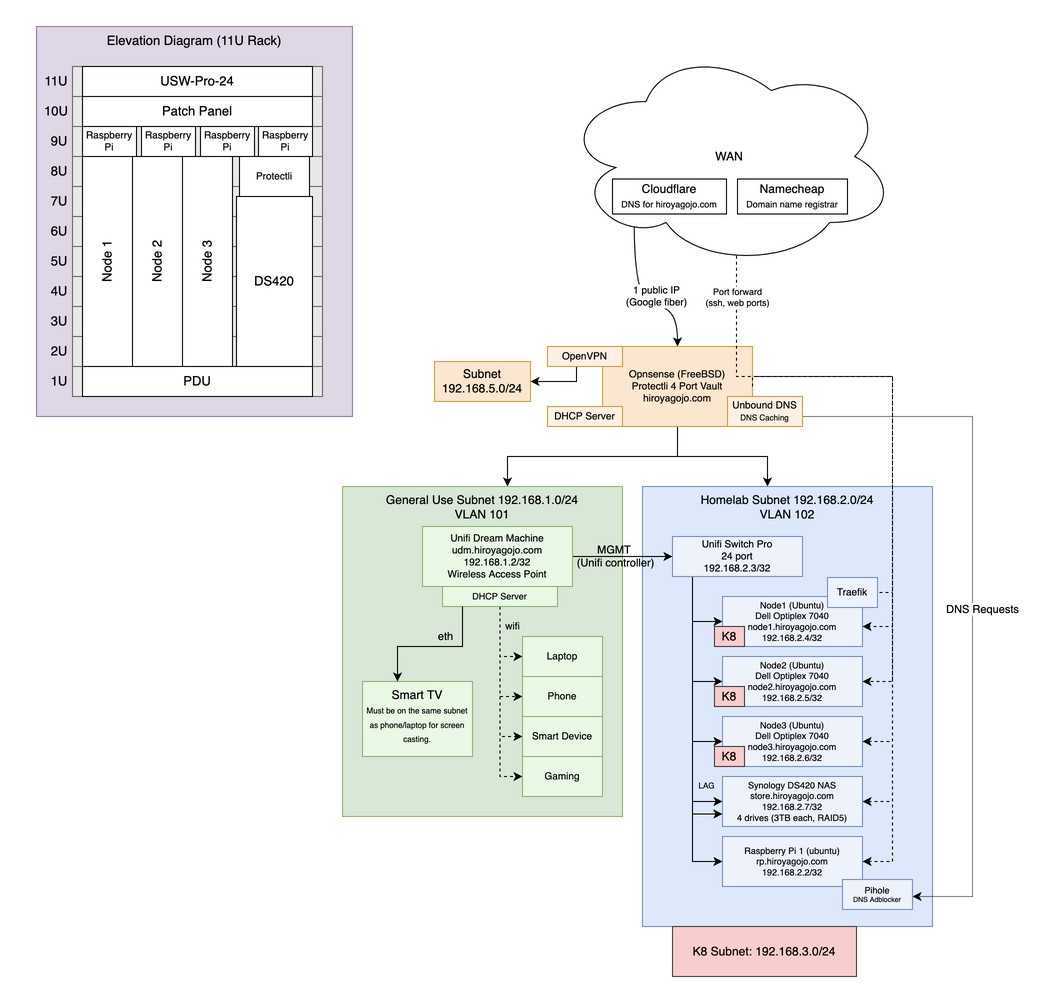 Elevation Diagram (11U Rack)
11U
USW-Pro-24
10U
Patch Panel
9U
Raspberry
Pi
Raspberry
Pi
Raspberry
Pi
Raspberry
Pi
8U
Protectli
7U
6U
5U
Node 1
Node 2
Node 3
DS420
4U
3U
2U
1U
PDU
WAN
Cloudflare
DNS for hiroyagojo.com
Namecheap
Domain name registrar
1 public IP
(Google fiber)
Port forward
(ssh, web ports)
OpenVPN
Subnet
192.168.5.0/24
Opnsense (FreeBSD)
Protectli 4 Port Vault
hiroyagojo.com
DHCP Server
Unbound DNS
DNS Caching
General Use Subnet 192.168.1.0/24
VLAN 101
Unifi Dream Machine
udm.hiroyagojo.com
192.168.1.2/32
Wireless Access Point
DHCP Server
MGMT
(Unifi controller)
eth
wifi
Smart TV
Must be on the same subnet
as phone/laptop for screen
casting.
Laptop
Phone
Smart Device
Gaming
Homelab Subnet 192.168.2.0/24
VLAN 102
Unifi Switch Pro
24 port
192.168.2.3/32
Traefik
Node1 (Ubuntu)
Dell Optiplex 7040
node1.hiroyagojo.com
192.168.2.4/32
K8
Node2 (Ubuntu)
Dell Optiplex 7040
node2.hiroyagojo.com
192.168.2.5/32
K8
Node3 (Ubuntu)
Dell Optiplex 7040
node3.hiroyagojo.com
192.168.2.6/32
K8
LAG
Synology DS420 NAS
store.hiroyagojo.com
192.168.2.7/32
4 drives (3TB each, RAID5)
Raspberry Pi 1 (ubuntu)
rp.hiroyagojo.com
192.168.2.2/32
Pihole
DNS Adblocker
DNS Requests
K8 Subnet: 192.168.3.0/24